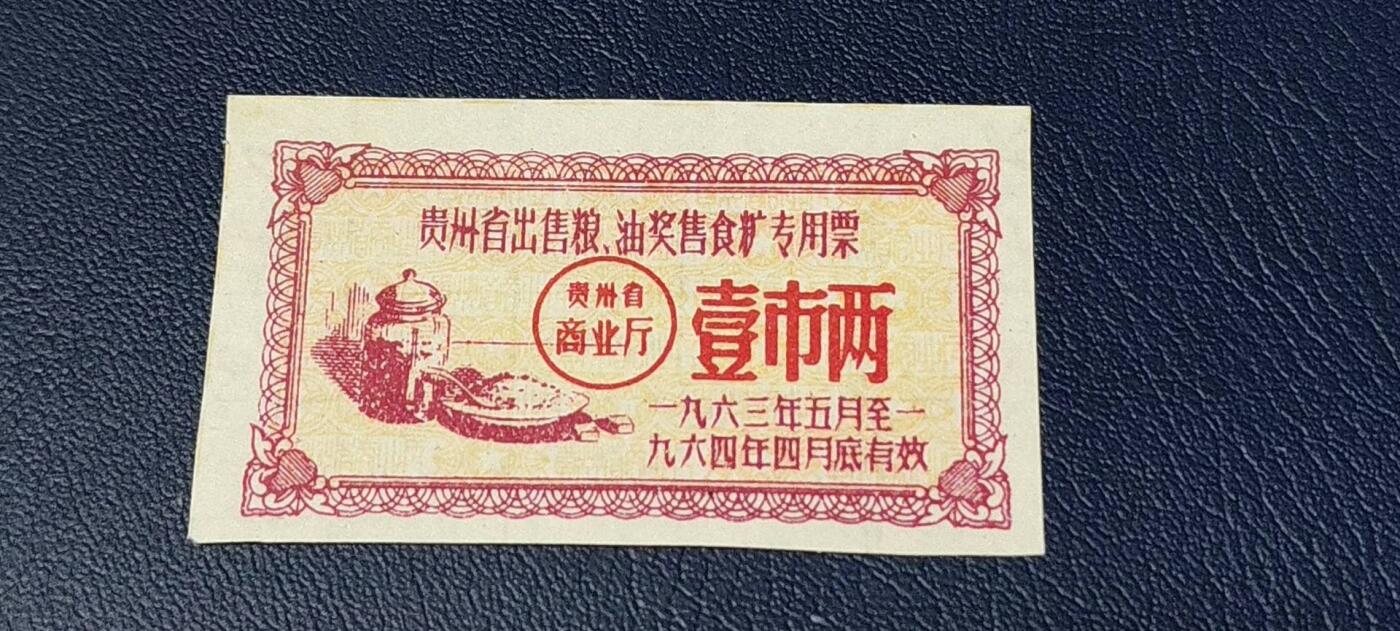 贵州省出售粮、油奖售食粆专用票
贵州省
商业厅
壹市两
一九六三年五月至一
九六四年四月底有效